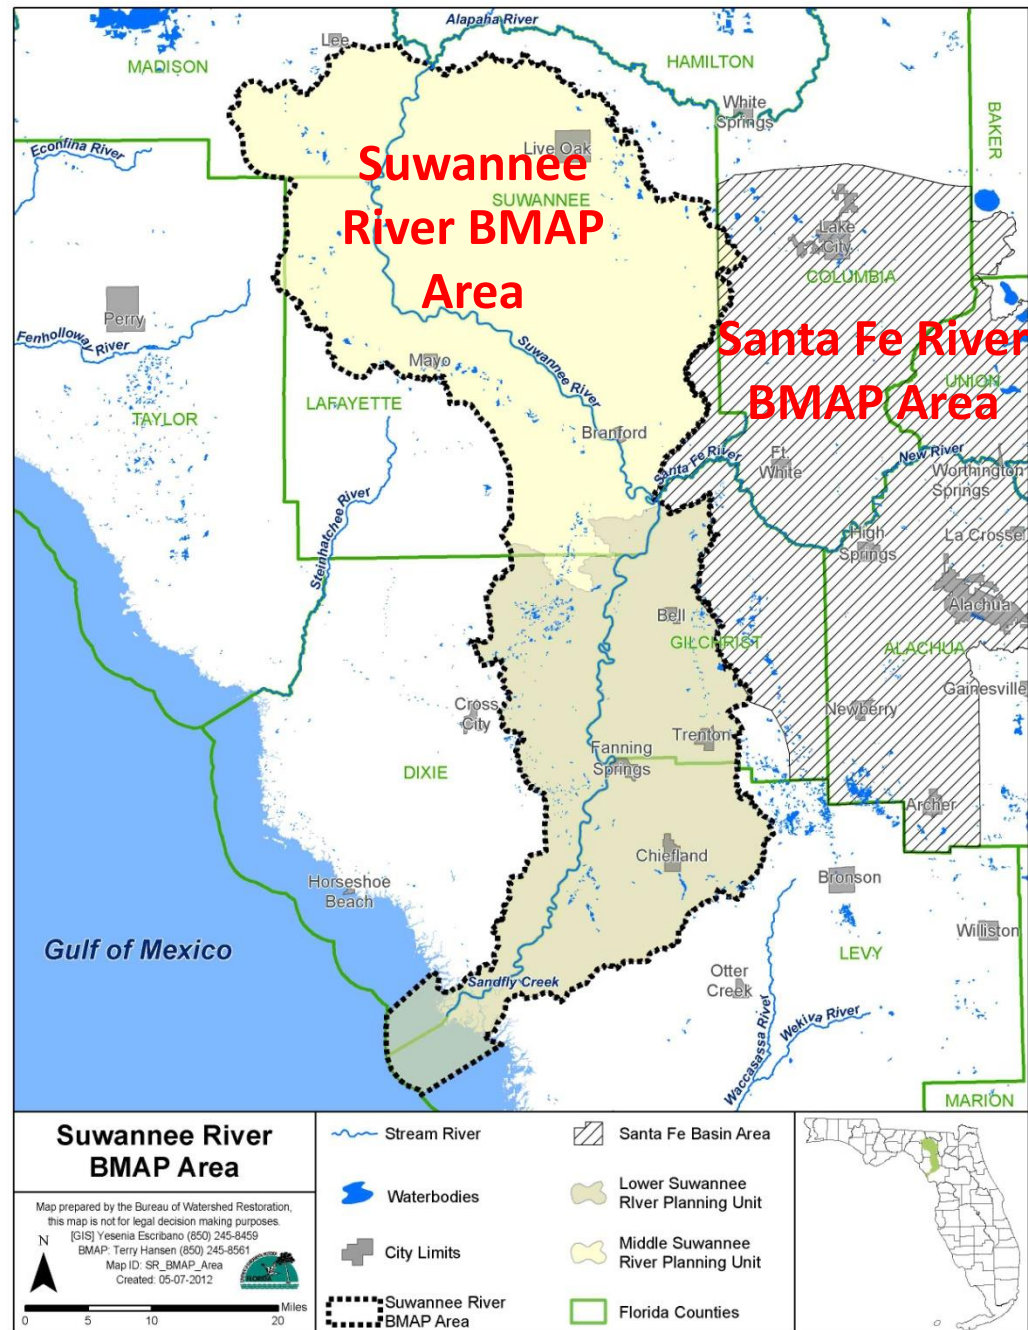 Alapaha River
Lee
MADISON
HAMILTON
White
Springs
BAKER
Econfina River
Live Oak
Suwannee
River BMAP
Area
SUWANNEE
Lake
City
COLUMBIA
Perry
Fenholloway River
Santa Fe River
BMAP Area
UNION
Mayo
Suwannee River
LAFAYETTE
TAYLOR
Branford
Santa Fe River
Ft.
White
New River
Worthington
Springs
Steinhatchee River
High
Springs
La Crosse
Alachua
Bell
GILCHRIST
ALACHUA
Gainesville
Cross
City
Newberry
Trenton
Fanning
Springs
DIXIE
Archer
Chiefland
Bronson
Horseshoe
Beach
Williston
Gulf of Mexico
LEVY
Otter
Creek
Sandfly Creek
Waccasassa River
Wekiva River
MARION
Suwannee River
BMAP Area
Map prepared by the Bureau of Watershed Restoration,
this map is not for legal decision making purposes.
[GIS] Yesenia Escribano (850) 245-8459
BMAP: Terry Hansen (850) 245-8561
Map ID: SR_BMAP_Area
Created: 05-07-2012
N
FLORIDA
Miles
0 5 10 20
Stream River
Waterbodies
City Limits
Suwannee River
BMAP Area
Santa Fe Basin Area
Lower Suwannee
RIver Planning Unit
Middle Suwannee
River Planning Unit
Florida Counties